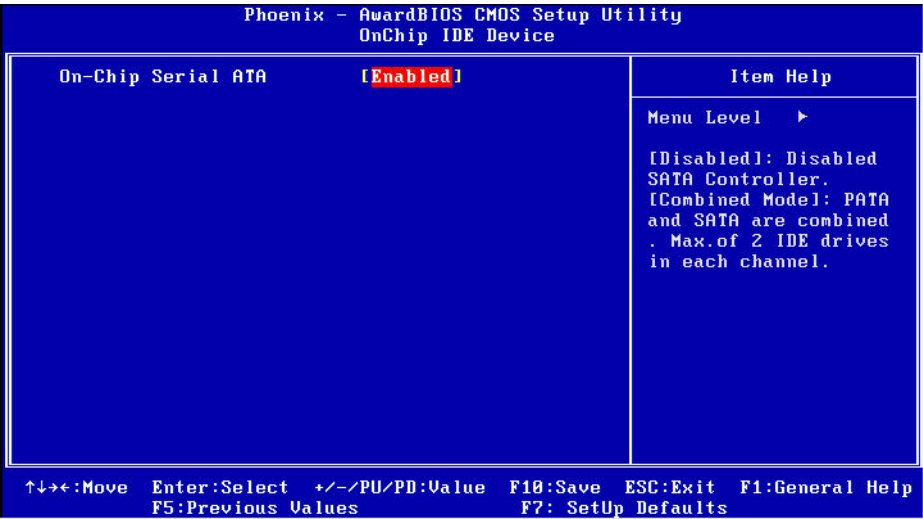 Phoenix - AwardBIOS CMOS Setup Utility
OnChip IDE Device
On-Chip Serial ATA [Enabled]
Item Help
Menu Level ►
[Disabled]: Disabled
SATA Controller.
[Combined Mode]: PATA
and SATA are combined
. Max.of 2 IDE drives
in each channel.
↑↓→←:Move Enter:Select +/-/PU/PD:Value F10:Save ESC:Exit F1:General Help
F5:Previous Values F7: SetUp Defaults